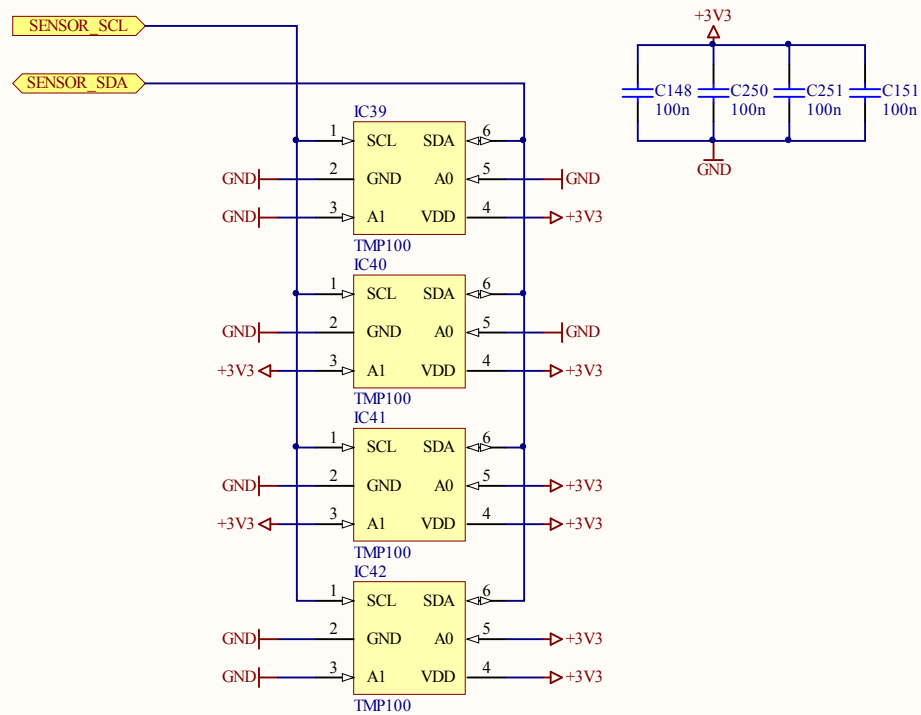 SENSOR_SCL
SENSOR_SDA
+3V3
C148 C250 C251 C151
100n 100n 100n 100n
GND
IC39
1 SCL SDA 6
GND 2 GND A0 5 GND
GND 3 A1 VDD 4 +3V3
TMP100
IC40
1 SCL SDA 6
GND 2 GND A0 5 GND
+3V3 3 A1 VDD 4 +3V3
TMP100
IC41
1 SCL SDA 6
GND 2 GND A0 5 +3V3
+3V3 3 A1 VDD 4 +3V3
TMP100
IC42
1 SCL SDA 6
GND 2 GND A0 5 +3V3
GND 3 A1 VDD 4 +3V3
TMP100